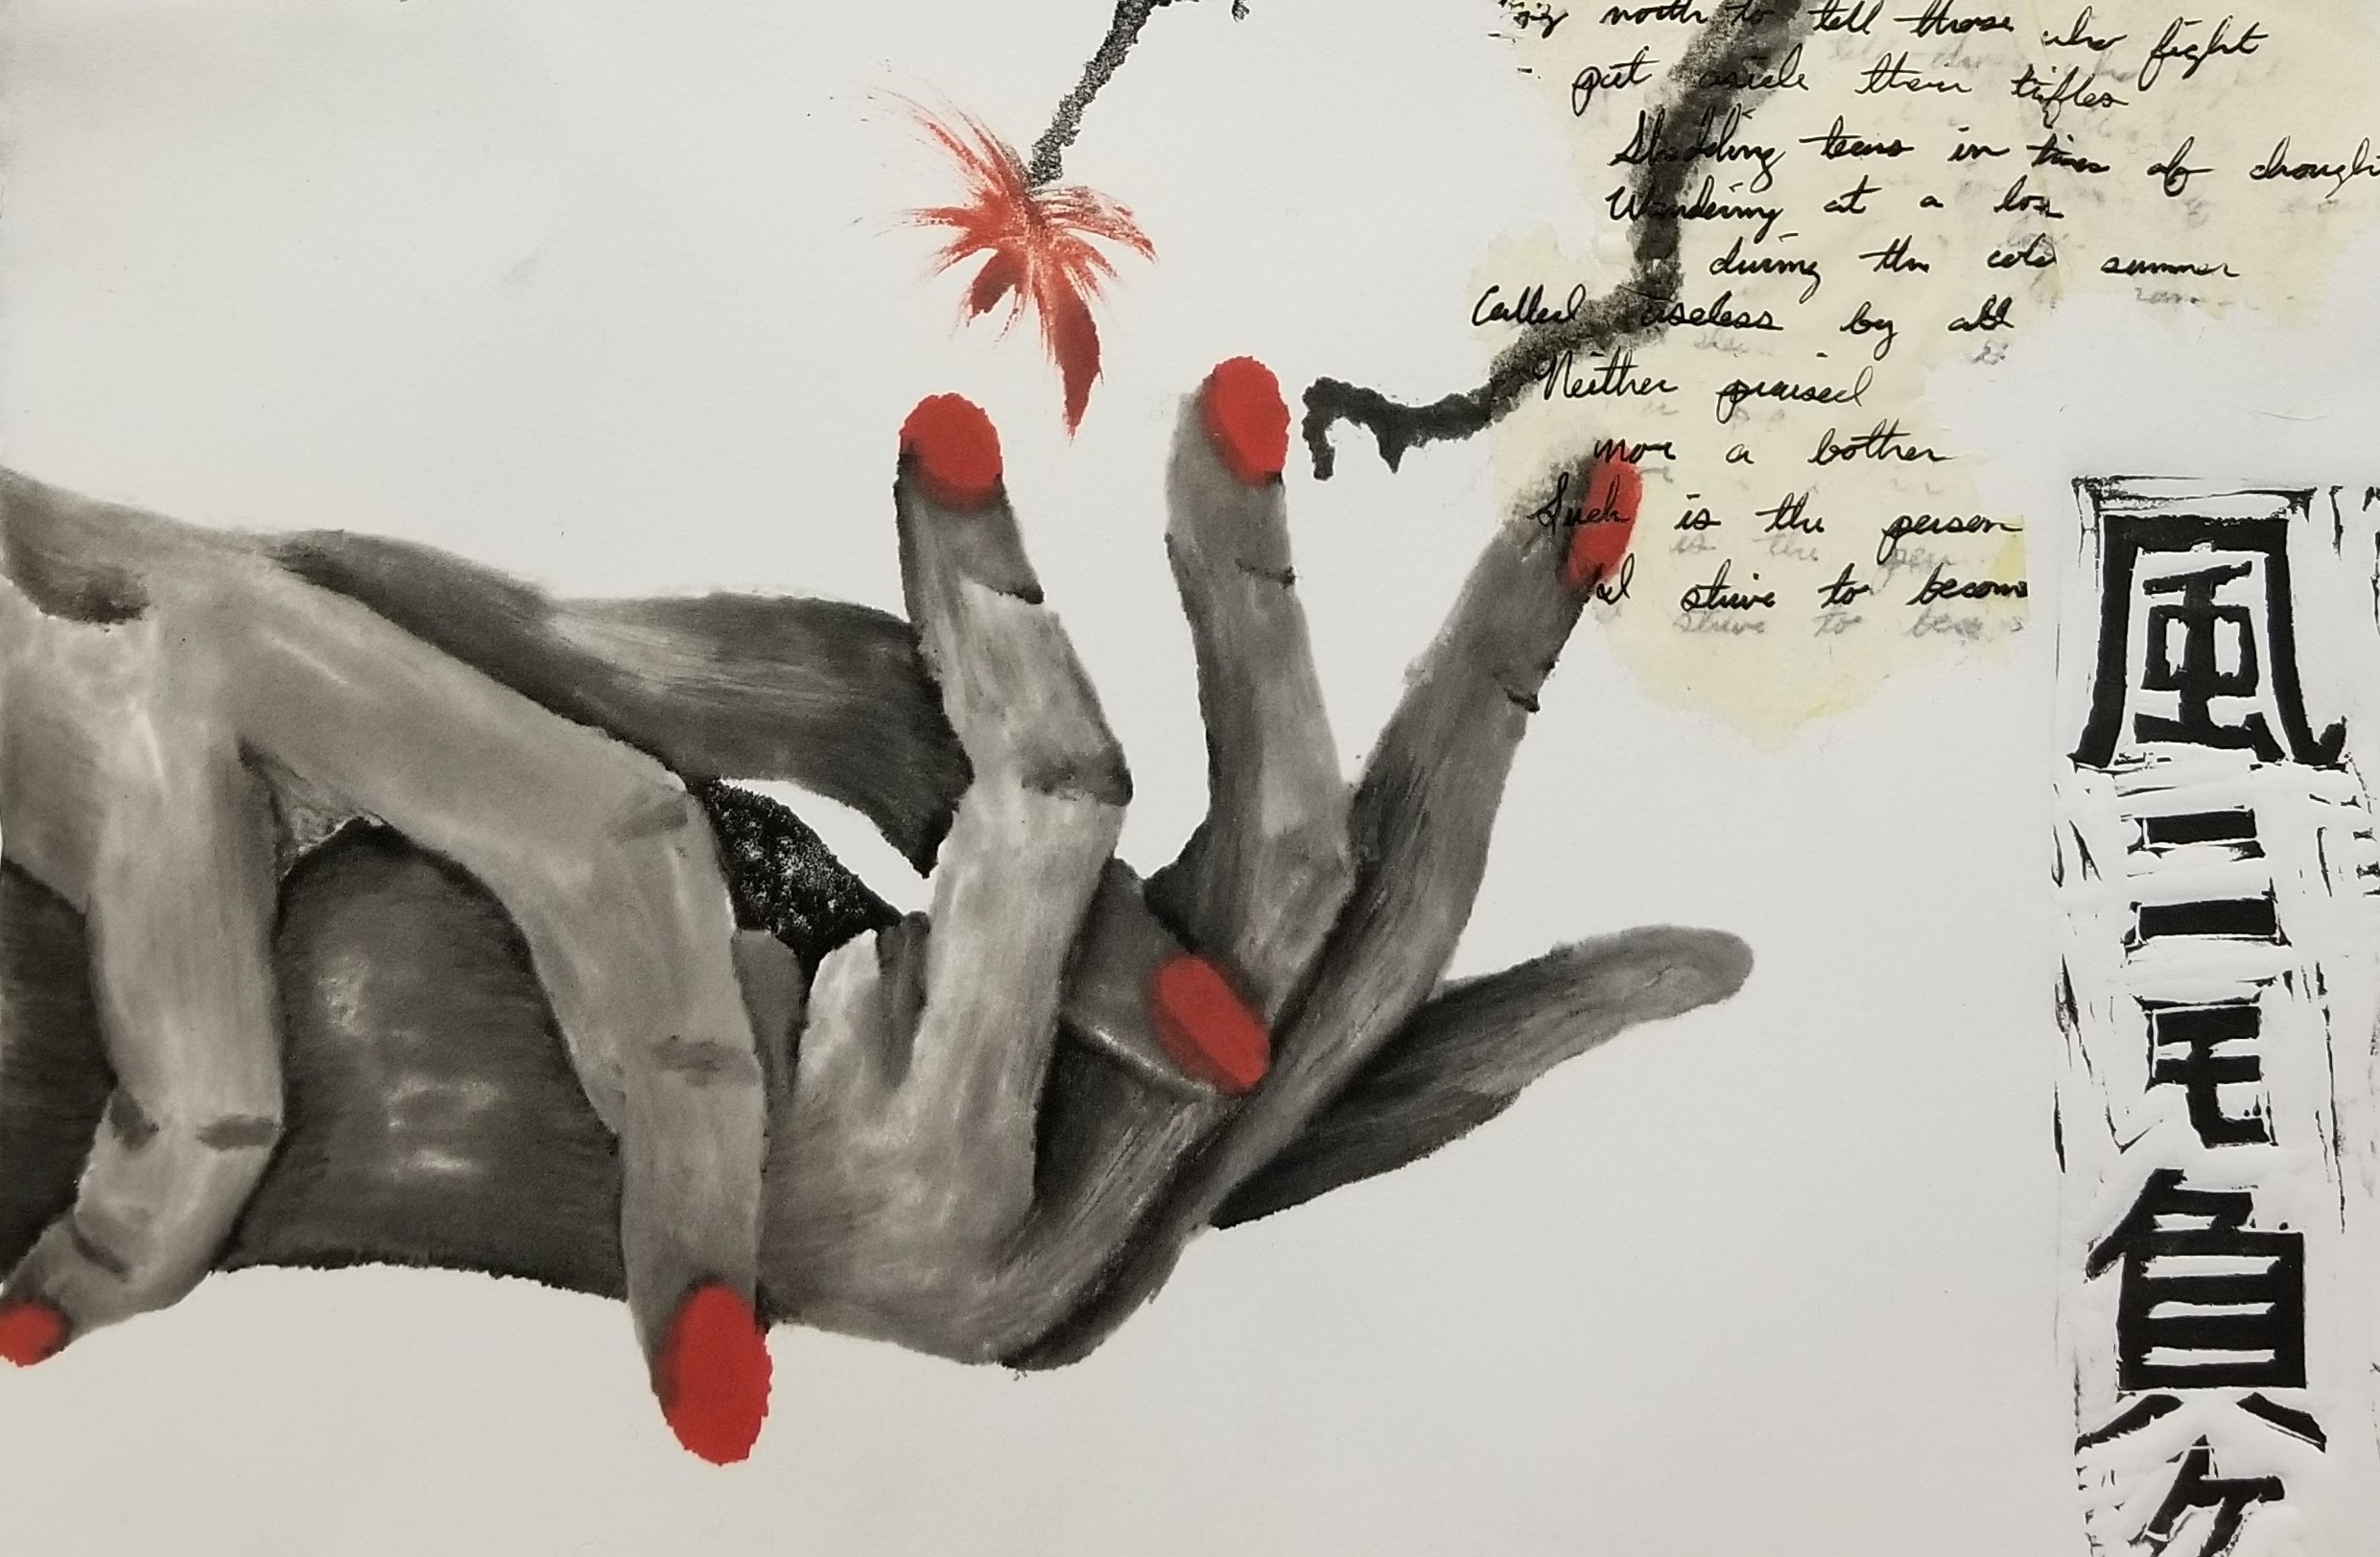 north to tell those who fight
put aside their trifles
Shedding tears in times of drought
Wandering at a loss
during the cold summer
Called useless by all
Neither praised
nor a bother
Such is the person
I strive to become
風ニモ負ケ